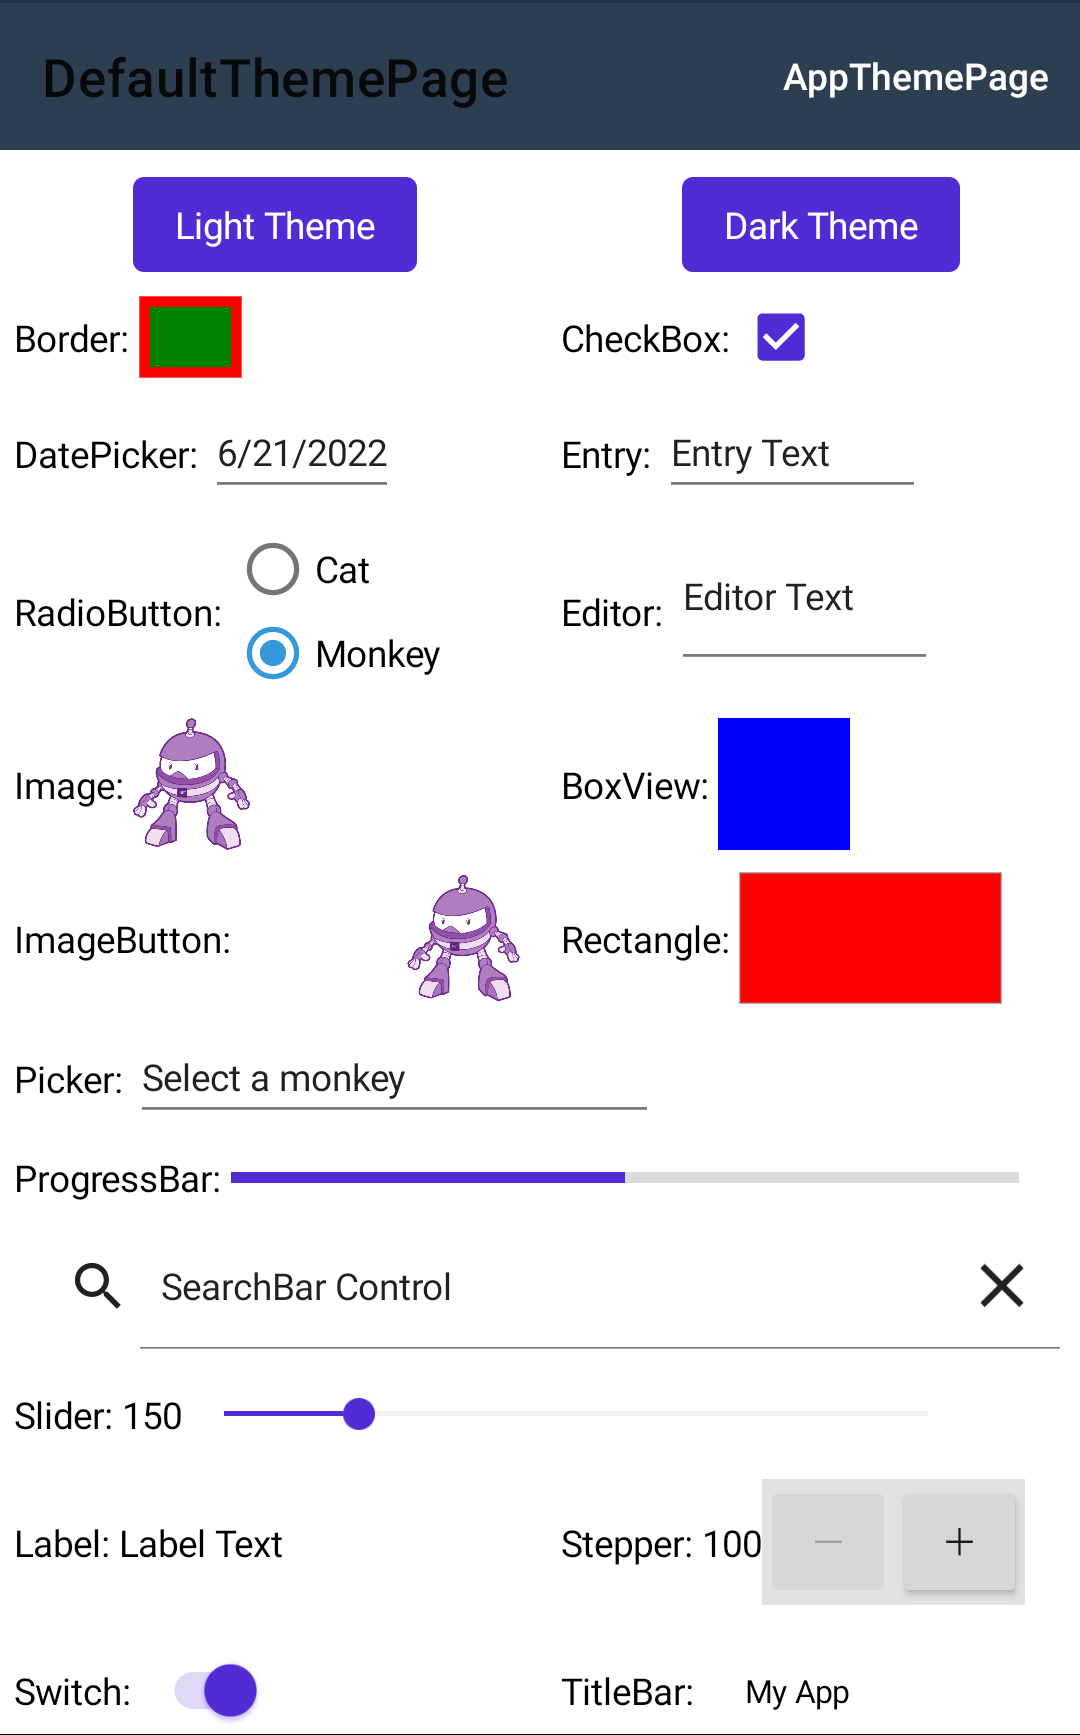 DefaultThemePage AppThemePage
Light Theme Dark Theme
Border: CheckBox:
DatePicker: 6/21/2022 Entry: Entry Text
Cat
RadioButton: Editor: Editor Text
Monkey
Image: BoxView:
ImageButton: Rectangle:
Picker: Select a monkey
ProgressBar:
SearchBar Control
Slider: 150
Label: Label Text Stepper: 100 − +
Switch: TitleBar: My App